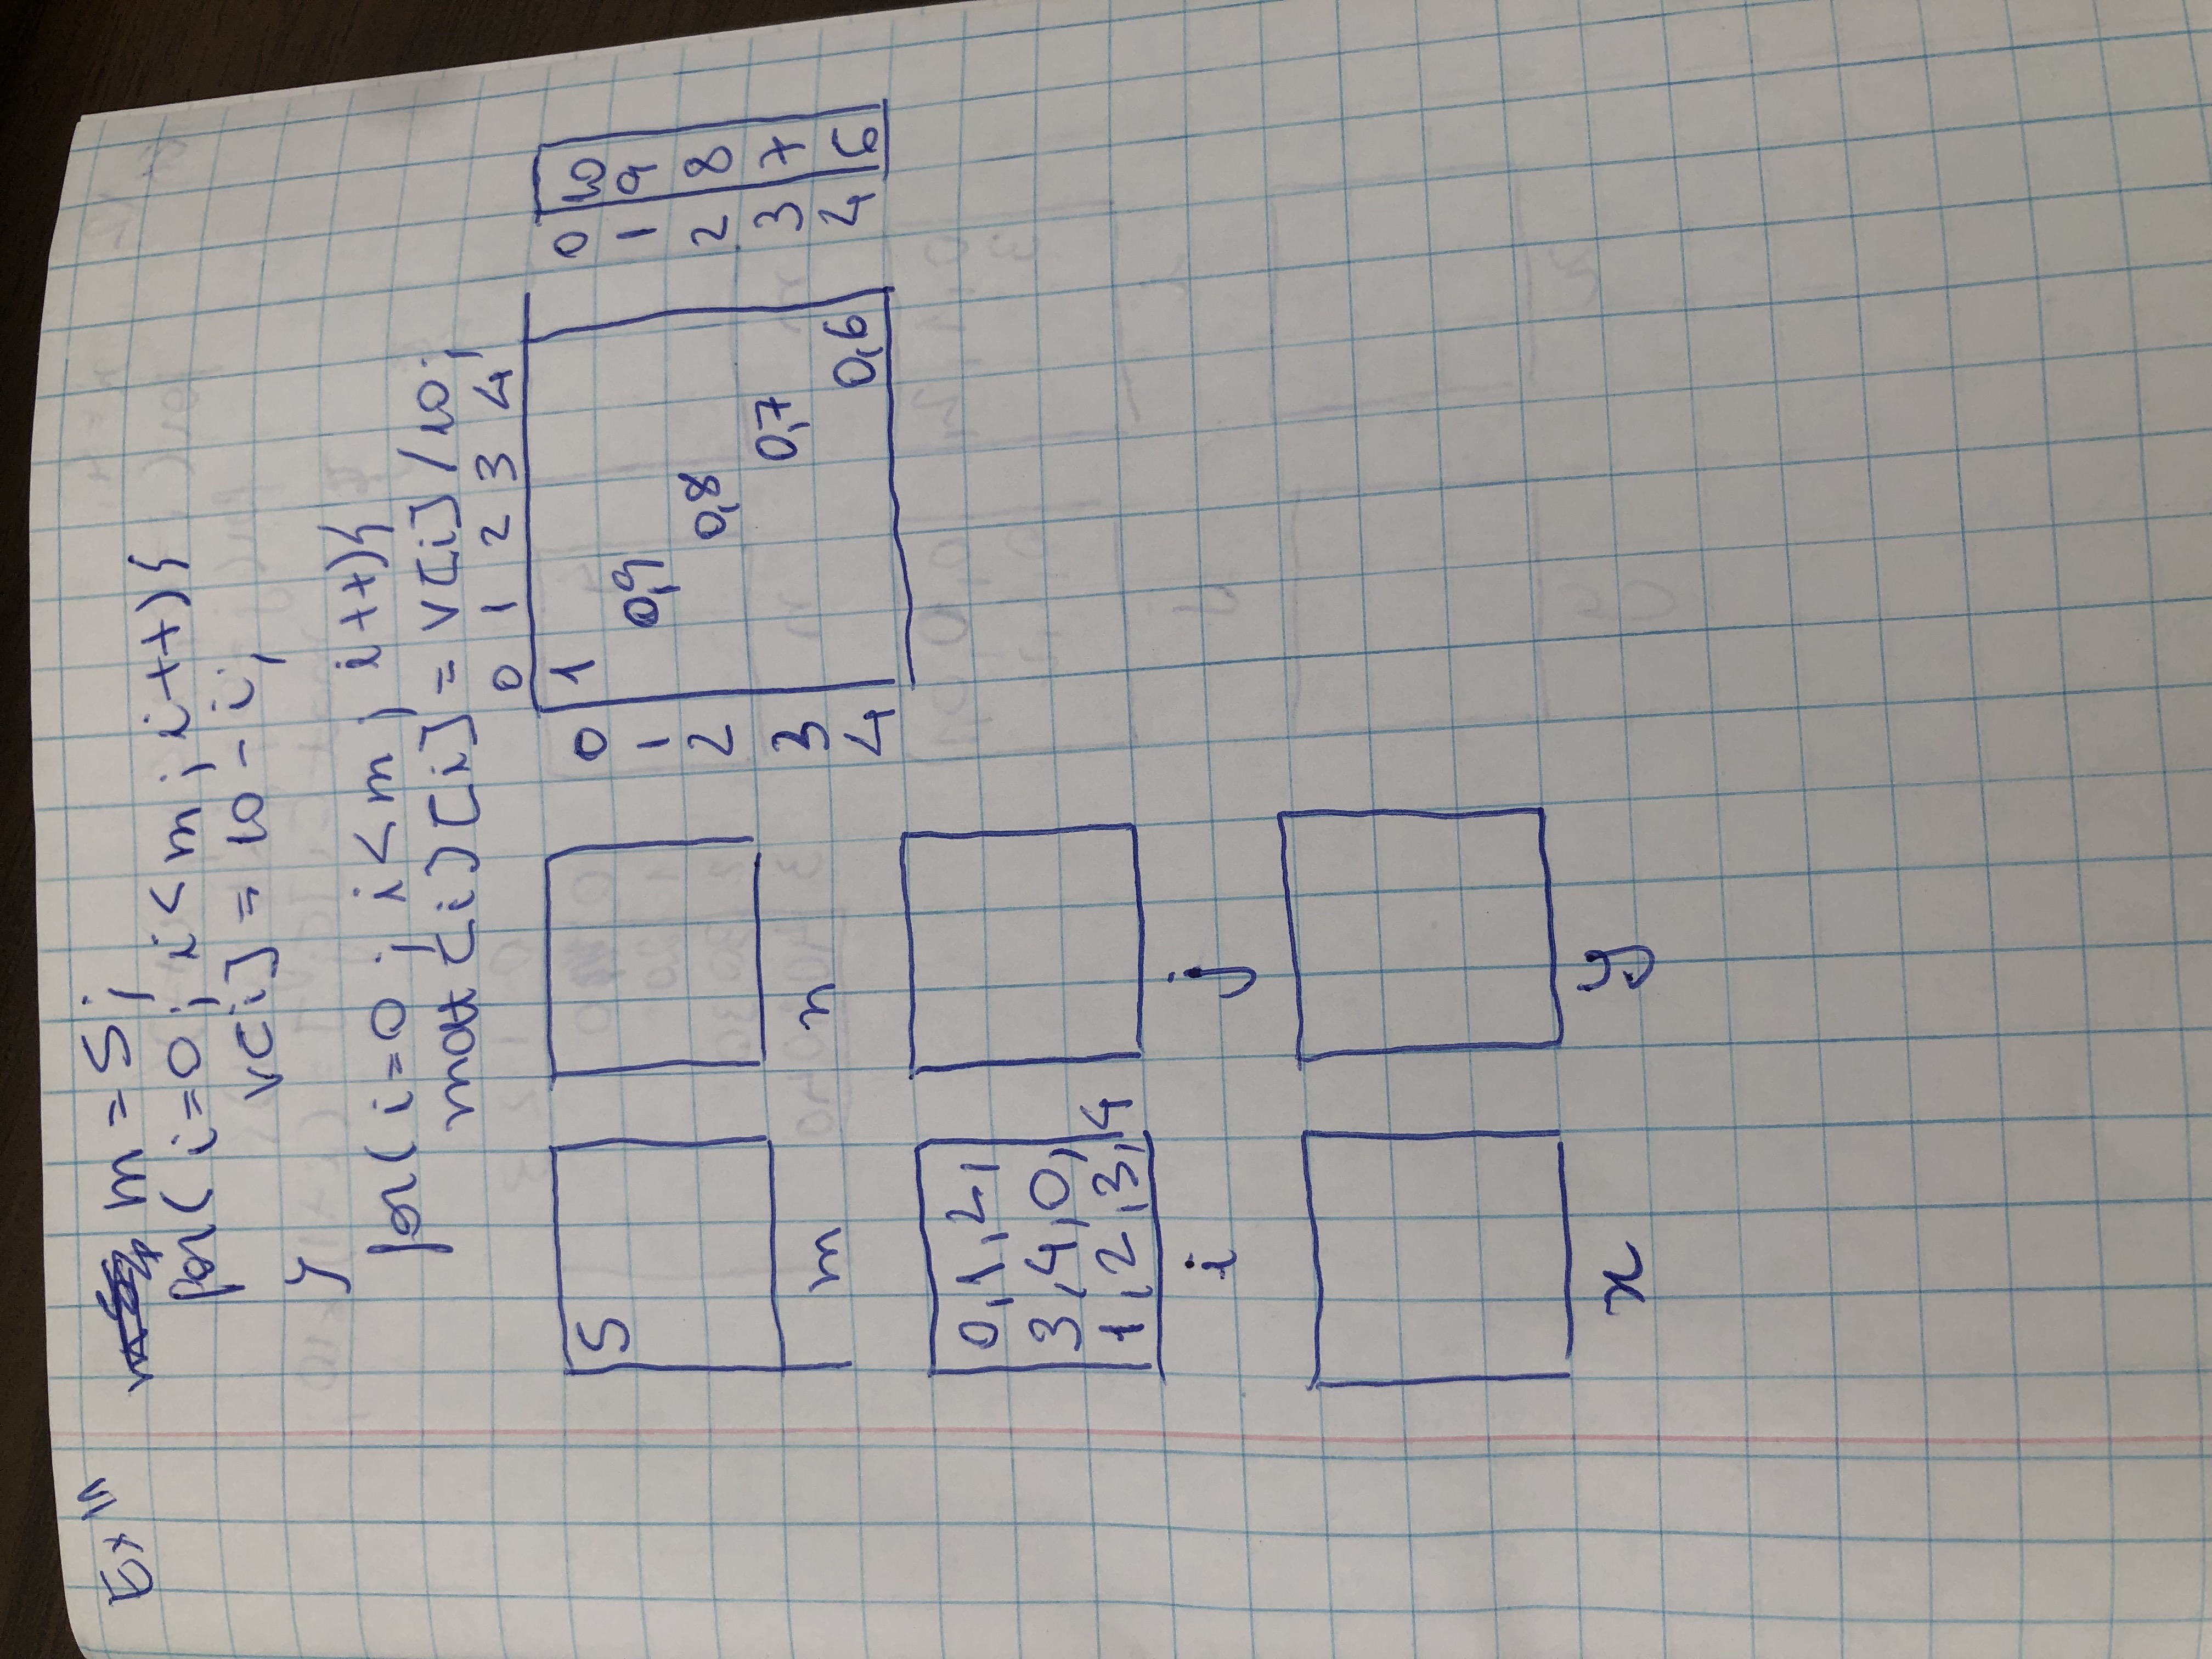 Ex 11
m = 5;
for( i=0; i<m; i++){
v[i] = 10 - i;
}
for( i=0; i<m; i++){
mat[i][i] = v[i]/10;
0 1 2 3 4
5
0 1
1 0,9
2 0,8
3 0,7
4 0,6
0 10
1 9
2 8
3 7
4 6
m n
0,1,2,
3,4,0,
1,2,3,4
i j
x y